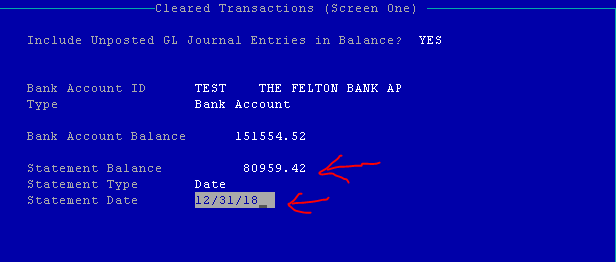 Cleared Transactions (Screen One)
Include Unposted GL Journal Entries in Balance? YES
Bank Account ID TEST THE FELTON BANK AP
Type Bank Account
Bank Account Balance 151554.52
Statement Balance 80959.42
Statement Type Date
Statement Date 12/31/18_